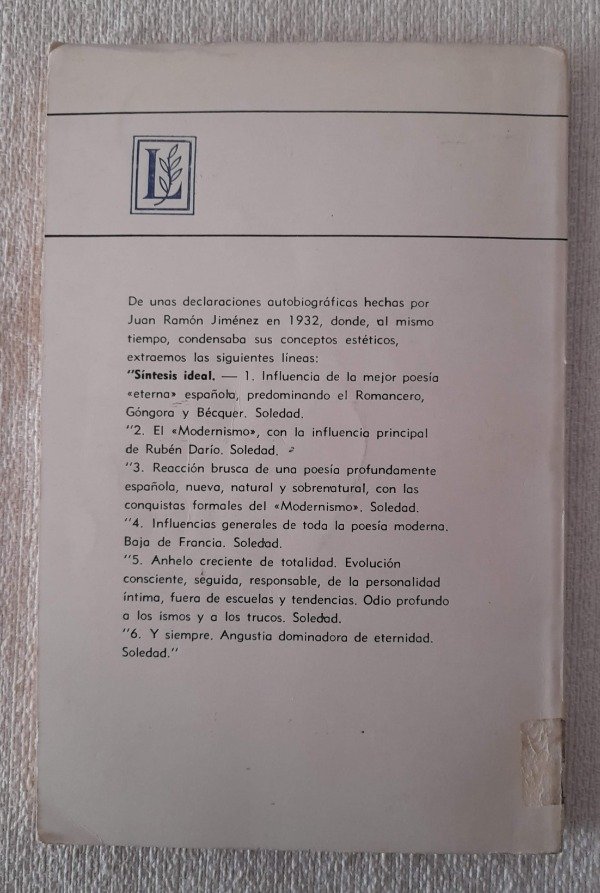 L
De unas declaraciones autobiográficas hechas por
Juan Ramón Jiménez en 1932, donde, al mismo
tiempo, condensaba sus conceptos estéticos,
extraemos las siguientes líneas:
"Síntesis ideal. — 1. Influencia de la mejor poesía
«eterna» española, predominando el Romancero,
Góngora y Bécquer. Soledad.
"2. El «Modernismo», con la influencia principal
de Rubén Darío. Soledad.
"3. Reacción brusca de una poesía profundamente
española, nueva, natural y sobrenatural, con las
conquistas formales del «Modernismo». Soledad.
"4. Influencias generales de toda la poesía moderna.
Baja de Francia. Soledad.
"5. Anhelo creciente de totalidad. Evolución
consciente, seguida, responsable, de la personalidad
íntima, fuera de escuelas y tendencias. Odio profundo
a los ismos y a los trucos. Soledad.
"6. Y siempre. Angustia dominadora de eternidad.
Soledad."